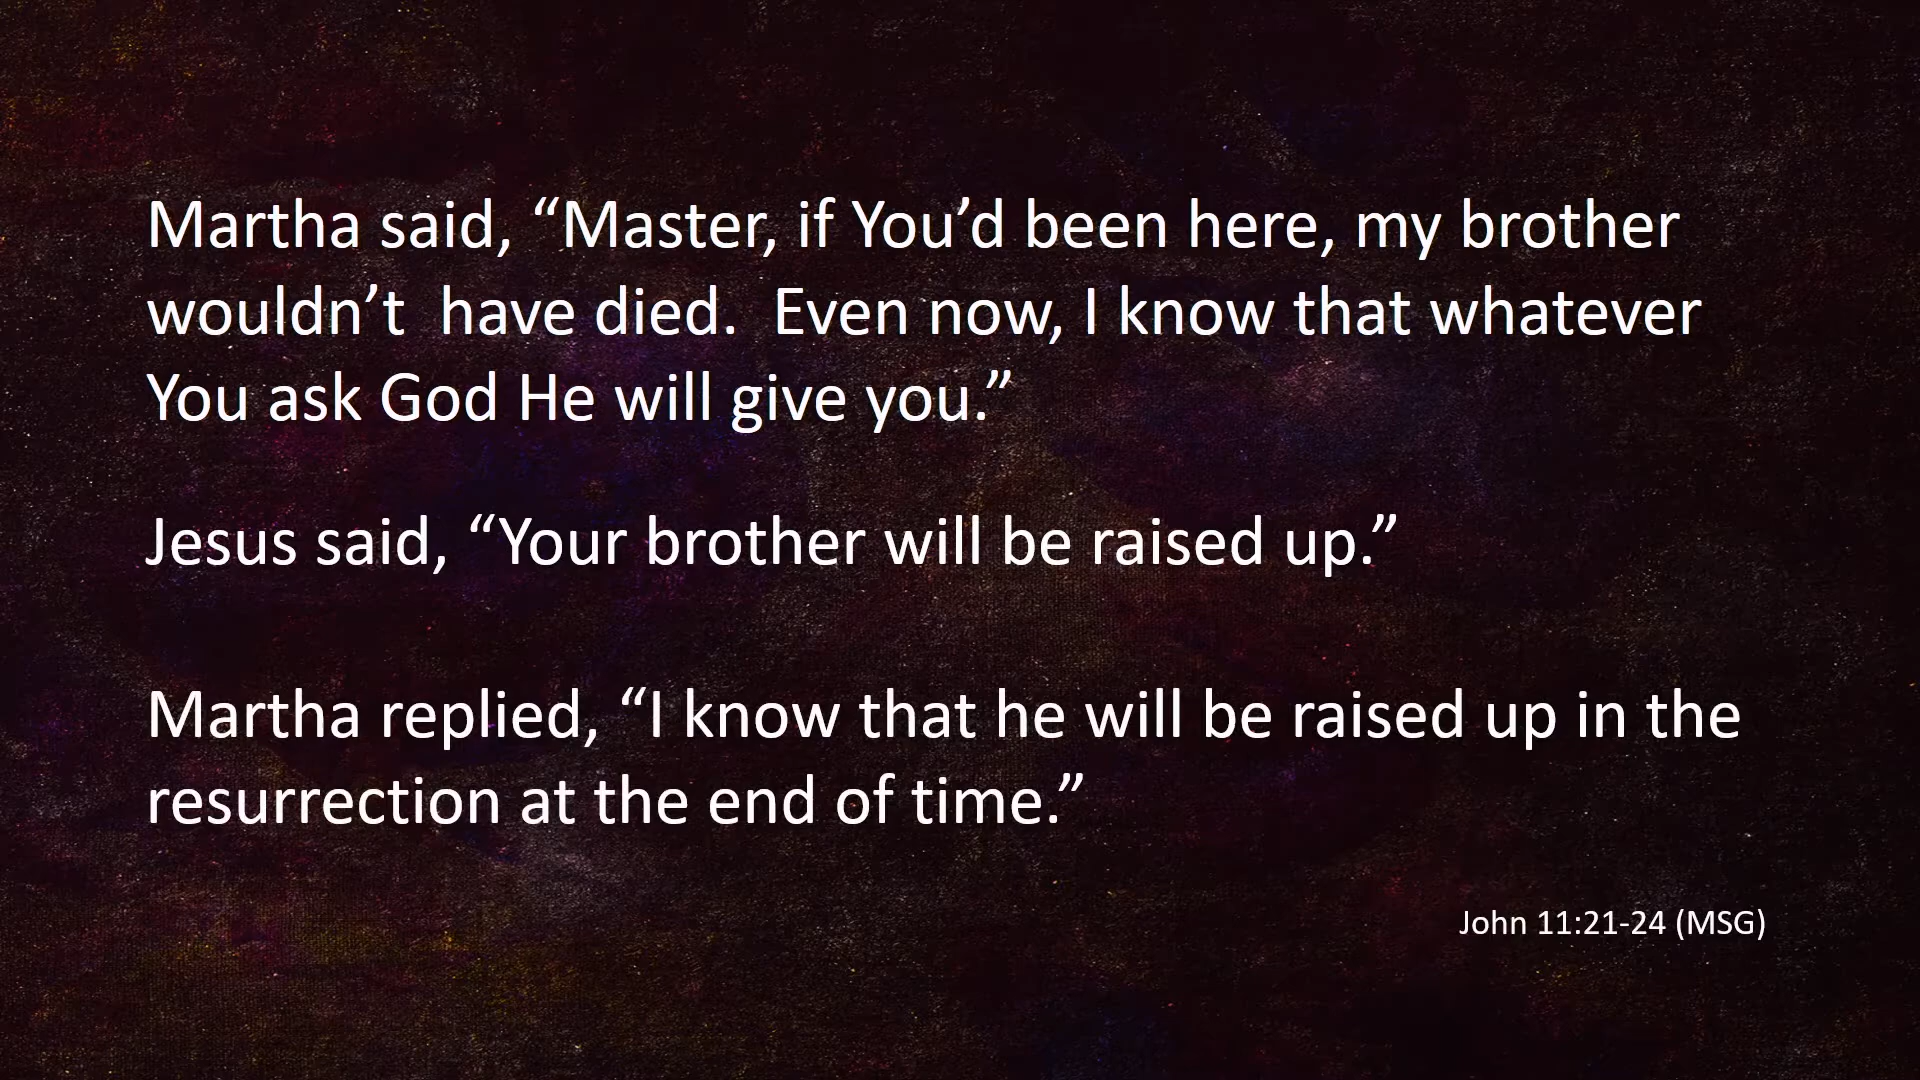 Martha said, “Master, if You’d been here, my brother
wouldn’t  have died.  Even now, I know that whatever
You ask God He will give you.”
Jesus said, “Your brother will be raised up.”
Martha replied, “I know that he will be raised up in the
resurrection at the end of time.”
John 11:21-24 (MSG)